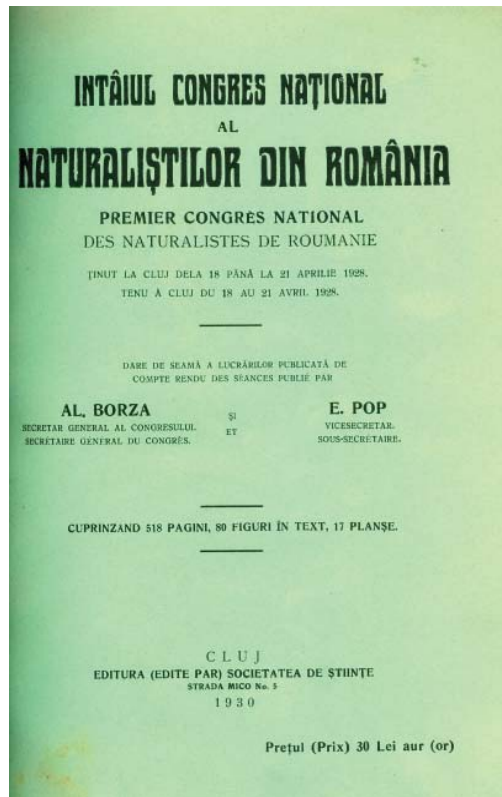 INTÂIUL CONGRES NAȚIONAL
AL
NATURALIȘTILOR DIN ROMÂNIA
PREMIER CONGRÈS NATIONAL
DES NATURALISTES DE ROUMANIE
ȚINUT LA CLUJ DELA 18 PÂNĂ LA 21 APRILIE 1928.
TENU À CLUJ DU 18 AU 21 AVRIL 1928.
DARE DE SEAMĂ A LUCRĂRILOR PUBLICATĂ DE
COMPTE RENDU DES SÉANCES PUBLIÉ PAR
AL. BORZA
SECRETAR GENERAL AL CONGRESULUI.
SECRÉTAIRE GÉNÉRAL DU CONGRÈS.
ȘI
ET
E. POP
VICESECRETAR.
SOUS-SECRÉTAIRE.
CUPRINZAND 518 PAGINI, 80 FIGURI ÎN TEXT, 17 PLANȘE.
CLUJ
EDITURA (EDITE PAR) SOCIETATEA DE ȘTIINȚE
STRADA MICO No. 5
1930
Prețul (Prix) 30 Lei aur (or)